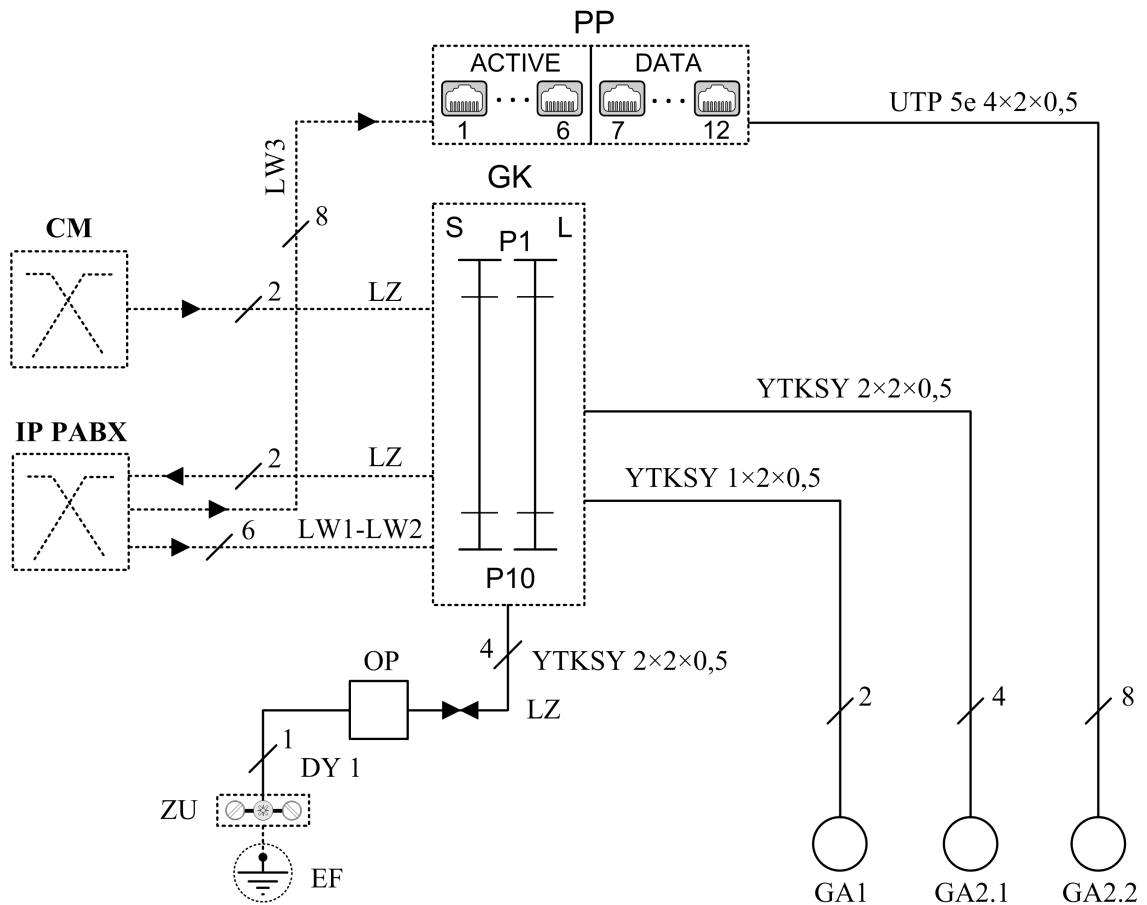 PP
ACTIVE DATA
1 6 7 12
UTP 5e 4×2×0,5
LW3
8
GK
S L
P1
CM
2 LZ
YTKSY 2×2×0,5
IP PABX
2 LZ
YTKSY 1×2×0,5
6 LW1-LW2
P10
4 YTKSY 2×2×0,5
OP
LZ
2 4 8
1
DY 1
ZU
EF
GA1 GA2.1 GA2.2